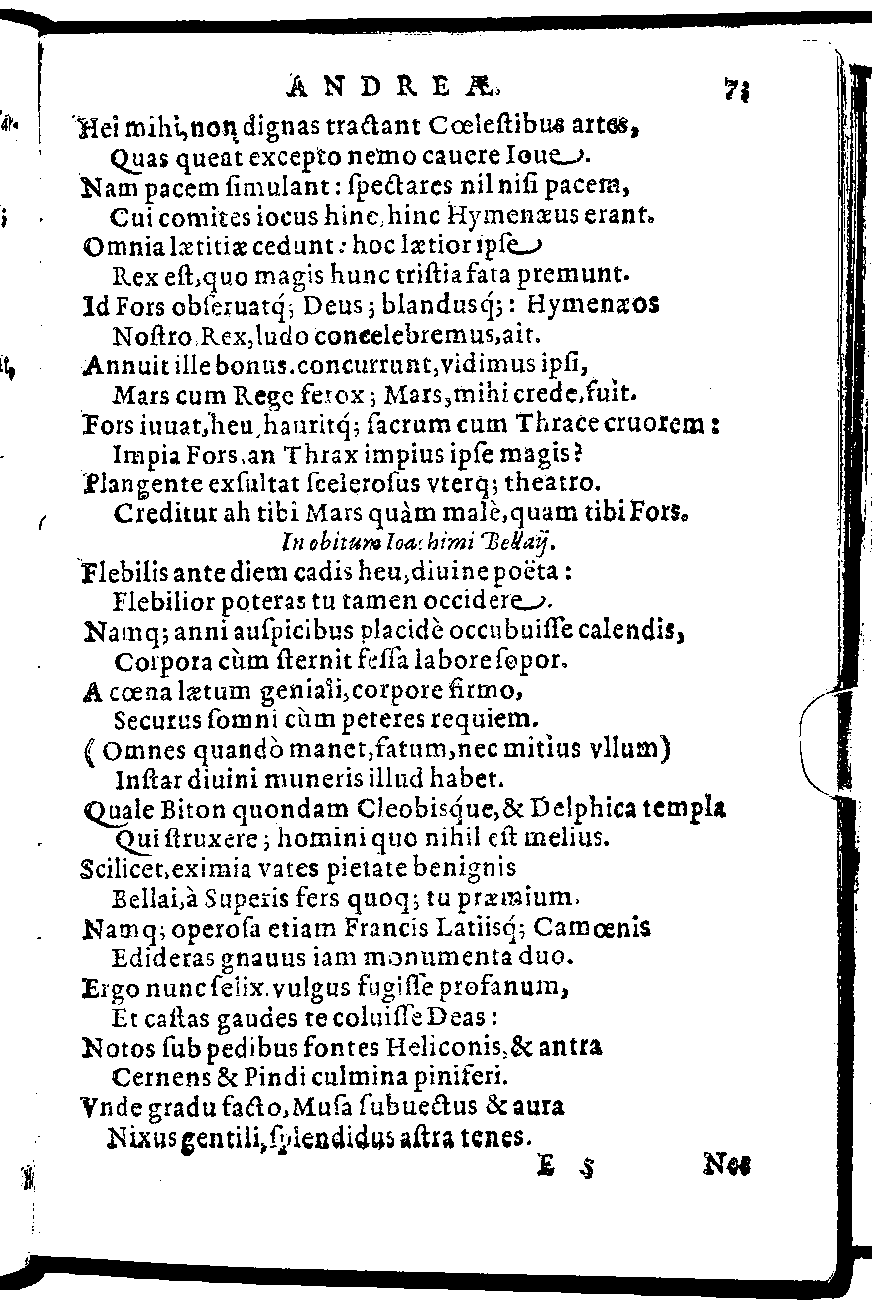 ANDREÆ. 73
Hei mihi, non dignas tractant Cœleſtibus artes,
Quas queat excepto nemo cauere Ioue.
Nam pacem ſimulant: ſpectares nil niſi pacem,
Cui comites iocus hinc, hinc Hymenæus erant.
Omnia lætitiæ cedunt: hoc lætior ipſe
Rex eſt, quo magis hunc triſtia fata premunt.
Id Fors obſeruatq́; Deus; blandusq́;: Hymenæos
Noſtro, Rex, ludo concelebremus, ait.
Annuit ille bonus. concurrunt, vidimus ipſi,
Mars cum Rege ferox; Mars, mihi crede, fuit.
Fors iuuat, heu, hauritq́; ſacrum cum Thrace cruorem:
Impia Fors, an Thrax impius ipſe magis?
Plangente exſultat ſceleroſus vterq; theatro.
Creditur ah tibi Mars quàm malè, quam tibi Fors.
In obitum Ioachimi Bellaij.
Flebilis ante diem cadis heu, diuine poëta:
Flebilior poteras tu tamen occidere.
Namq; anni auſpicibus placidè occubuiſſe calendis,
Corpora cùm ſternit feſſa labore ſopor.
A cœna lætum geniali, corpore firmo,
Securus ſomni cùm peteres requiem.
(Omnes quandò manet, fatum, nec mitìus vllum)
Inſtar diuini muneris illud habet.
Quale Biton quondam Cleobisq́ue, & Delphica templa
Qui ſtruxere; homini quo nihil eſt melius.
Scilicet, eximia vates pietate benignis
Bellai, à Superis fers quoq; tu præmium.
Namq; operoſa etiam Francis Latiisq́; Camœnis
Edideras gnauus iam monumenta duo.
Ergo nunc felix, vulgus fugiſſe profanum,
Et caſtas gaudes te coluiſſe Deas:
Notos ſub pedibus fontes Heliconis, & antra
Cernens & Pindi culmina piniferi.
Vnde gradu facto, Muſa ſubuectus & aura
Nixus gentili, ſplendidus aſtra tenes.
E 5 Nos